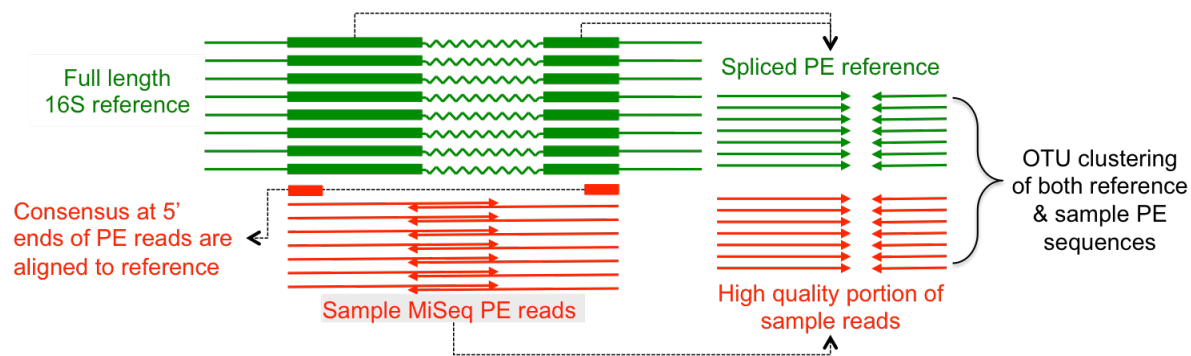 Full length
16S reference
Spliced PE reference
OTU clustering
of both reference
& sample PE
sequences
Consensus at 5’
ends of PE reads are
aligned to reference
Sample MiSeq PE reads
High quality portion of
sample reads